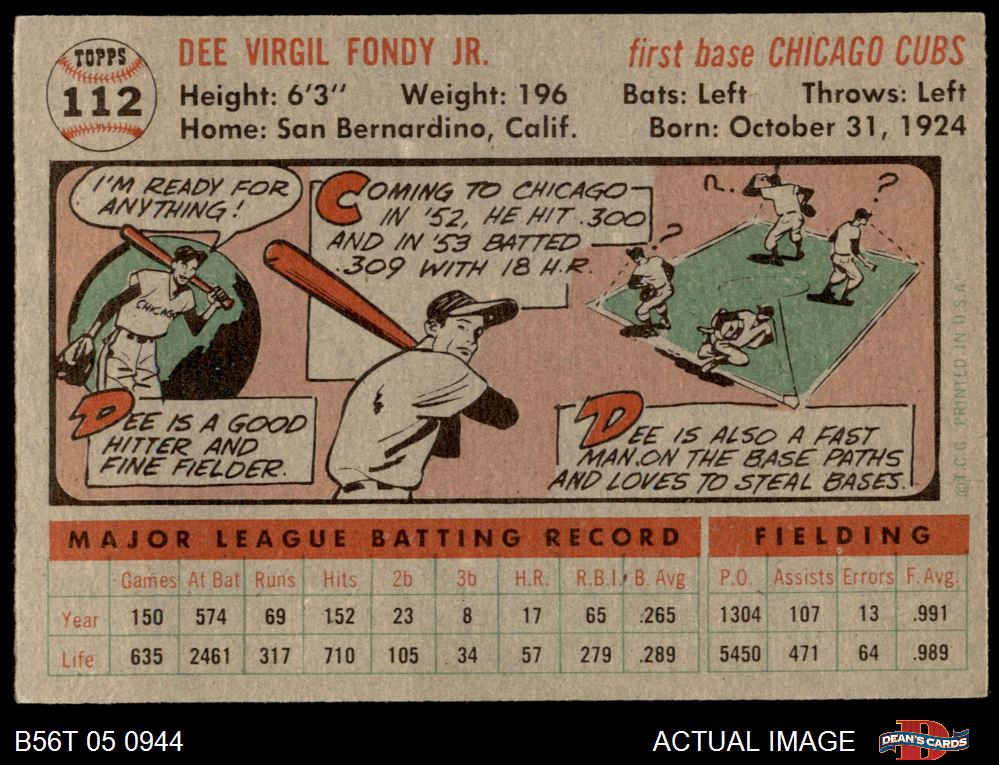 TOPPS
112
DEE VIRGIL FONDY JR.
first base CHICAGO CUBS
Height: 6'3"  Weight: 196  Bats: Left  Throws: Left
Home: San Bernardino, Calif.  Born: October 31, 1924
I'M READY FOR
ANYTHING!
CHICAGO
DEE IS A GOOD
HITTER AND
FINE FIELDER.
COMING TO CHICAGO
IN '52, HE HIT .300
AND IN '53 BATTED
.309 WITH 18 H.R.
?
?
DEE IS ALSO A FAST
MAN.ON THE BASE PATHS
AND LOVES TO STEAL BASES.
© T.C.G. PRINTED IN U.S.A.
MAJOR LEAGUE BATTING RECORD  FIELDING
Games  At Bat  Runs  Hits  2b  3b  H.R.  R.B.I.  B. Avg  P.O.  Assists  Errors  F. Avg.
Year  150  574  69  152  23  8  17  65  .265  1304  107  13  .991
Life  635  2461  317  710  105  34  57  279  .289  5450  471  64  .989
B56T 05 0944
ACTUAL IMAGE
D
DEAN'S CARDS